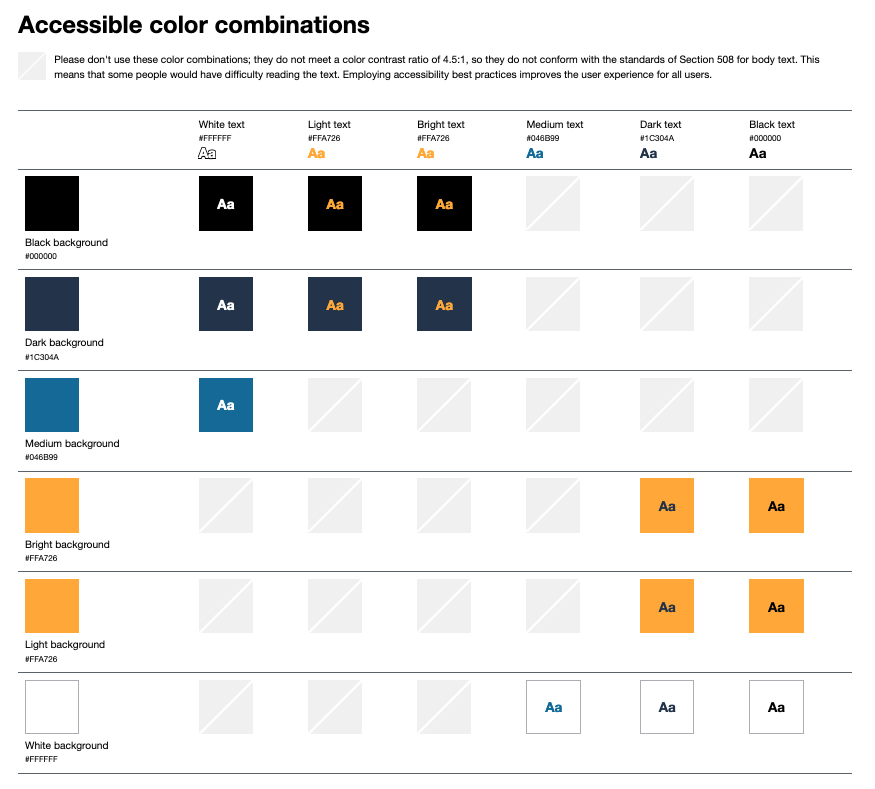 Accessible color combinations
Please don't use these color combinations; they do not meet a color contrast ratio of 4.5:1, so they do not conform with the standards of Section 508 for body text. This
means that some people would have difficulty reading the text. Employing accessibility best practices improves the user experience for all users.
White text Light text Bright text Medium text Dark text Black text
#FFFFFF #FFA726 #FFA726 #046B99 #1C304A #000000
Aa Aa Aa Aa Aa Aa
Aa Aa Aa
Black background
#000000
Aa Aa Aa
Dark background
#1C304A
Aa
Medium background
#046B99
Aa Aa
Bright background
#FFA726
Aa Aa
Light background
#FFA726
Aa Aa Aa
White background
#FFFFFF